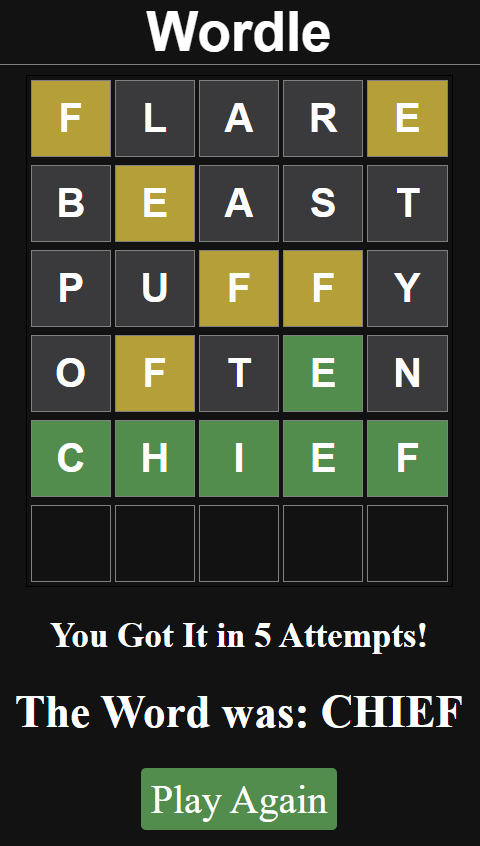 Wordle
F L A R E
B E A S T
P U F F Y
O F T E N
C H I E F
You Got It in 5 Attempts!
The Word was: CHIEF
Play Again